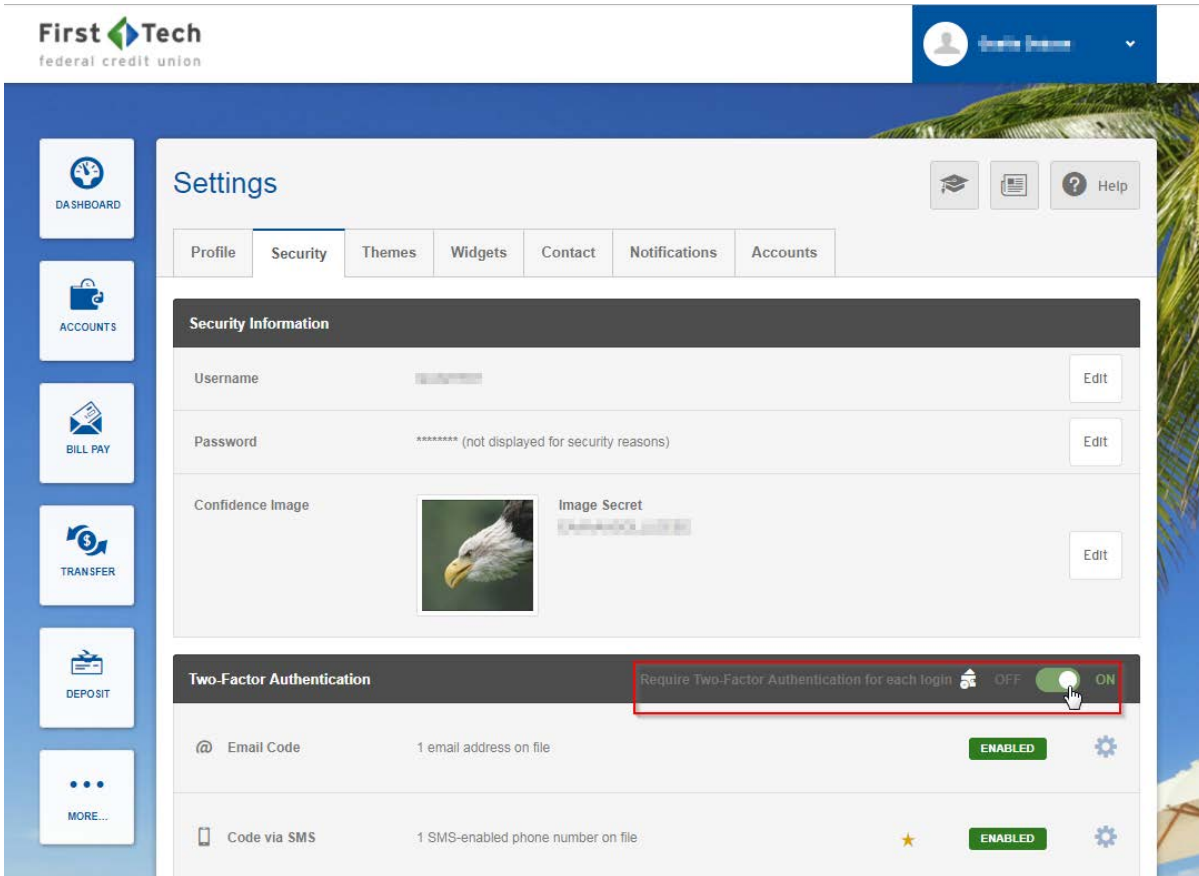 First Tech
federal credit union
DASHBOARD
ACCOUNTS
BILL PAY
TRANSFER
DEPOSIT
MORE...
Settings
Help
Profile Security Themes Widgets Contact Notifications Accounts
Security Information
Username Edit
Password ******** (not displayed for security reasons) Edit
Confidence Image Image Secret
Edit
Two-Factor Authentication Require Two-Factor Authentication for each login OFF ON
@ Email Code 1 email address on file ENABLED
Code via SMS 1 SMS-enabled phone number on file ENABLED